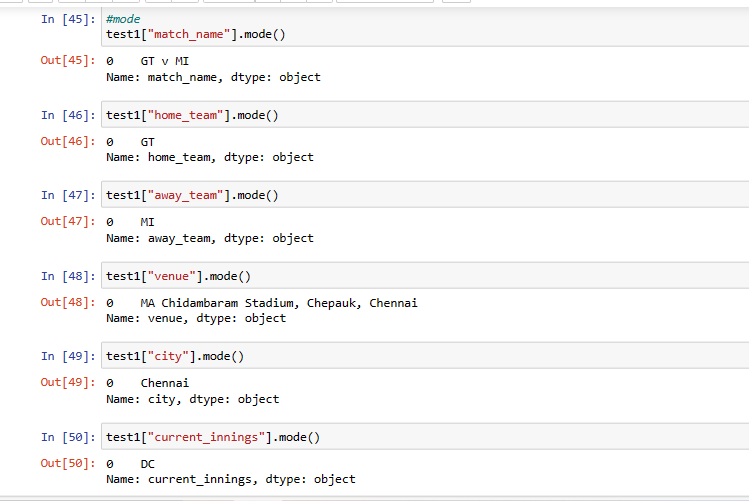 In [45]: #mode
test1["match_name"].mode()
Out[45]: 0    GT v MI
Name: match_name, dtype: object
In [46]: test1["home_team"].mode()
Out[46]: 0    GT
Name: home_team, dtype: object
In [47]: test1["away_team"].mode()
Out[47]: 0    MI
Name: away_team, dtype: object
In [48]: test1["venue"].mode()
Out[48]: 0    MA Chidambaram Stadium, Chepauk, Chennai
Name: venue, dtype: object
In [49]: test1["city"].mode()
Out[49]: 0    Chennai
Name: city, dtype: object
In [50]: test1["current_innings"].mode()
Out[50]: 0    DC
Name: current_innings, dtype: object